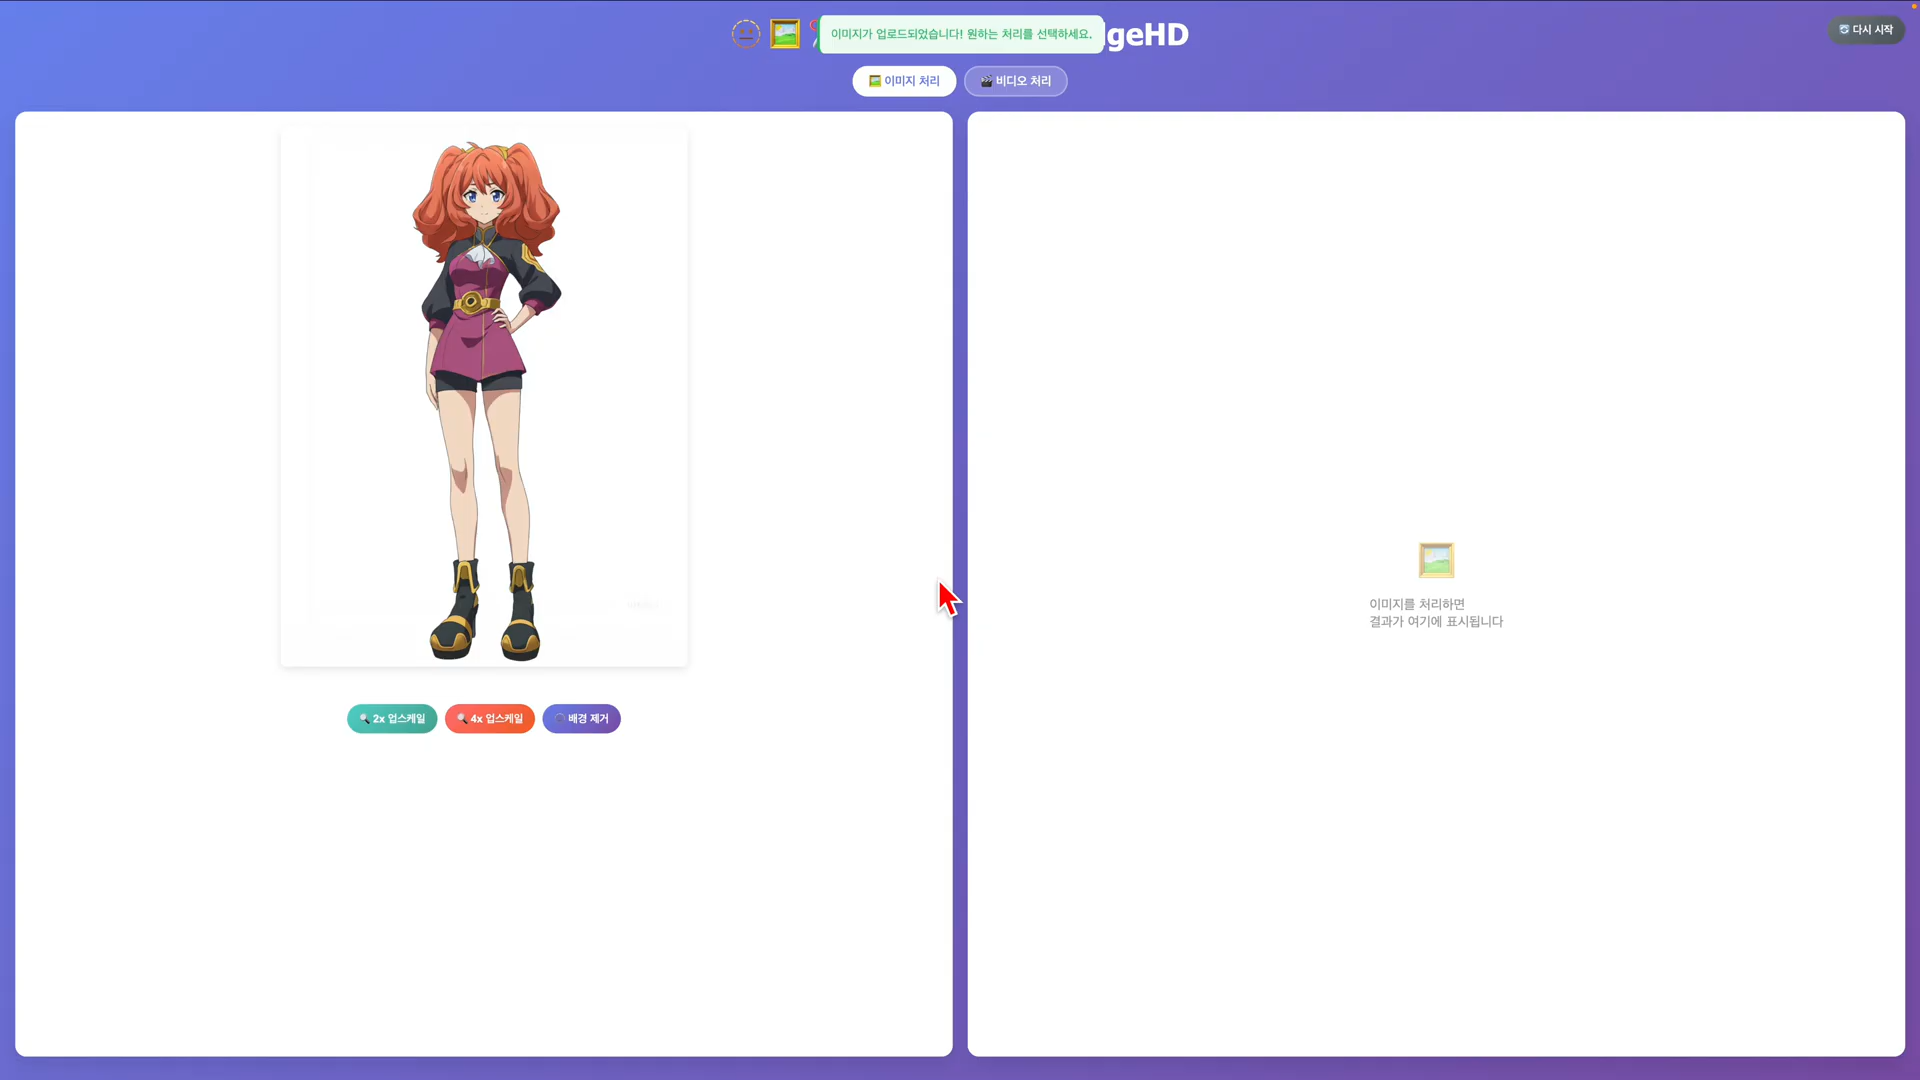 이미지가 업로드되었습니다! 원하는 처리를 선택하세요.
geHD
다시 시작
이미지 처리
비디오 처리
2x 업스케일
4x 업스케일
배경 제거
이미지를 처리하면
결과가 여기에 표시됩니다